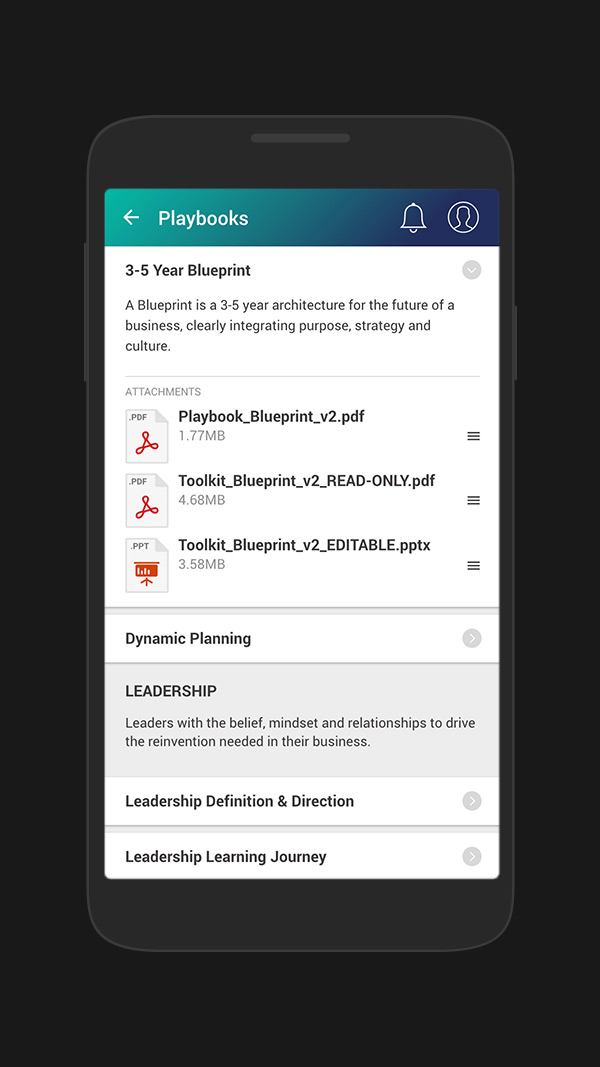 Playbooks
3-5 Year Blueprint
A Blueprint is a 3-5 year architecture for the future of a
business, clearly integrating purpose, strategy and
culture.
ATTACHMENTS
.PDF
Playbook_Blueprint_v2.pdf
1.77MB
.PDF
Toolkit_Blueprint_v2_READ-ONLY.pdf
4.68MB
.PPT
Toolkit_Blueprint_v2_EDITABLE.pptx
3.58MB
Dynamic Planning
LEADERSHIP
Leaders with the belief, mindset and relationships to drive
the reinvention needed in their business.
Leadership Definition & Direction
Leadership Learning Journey